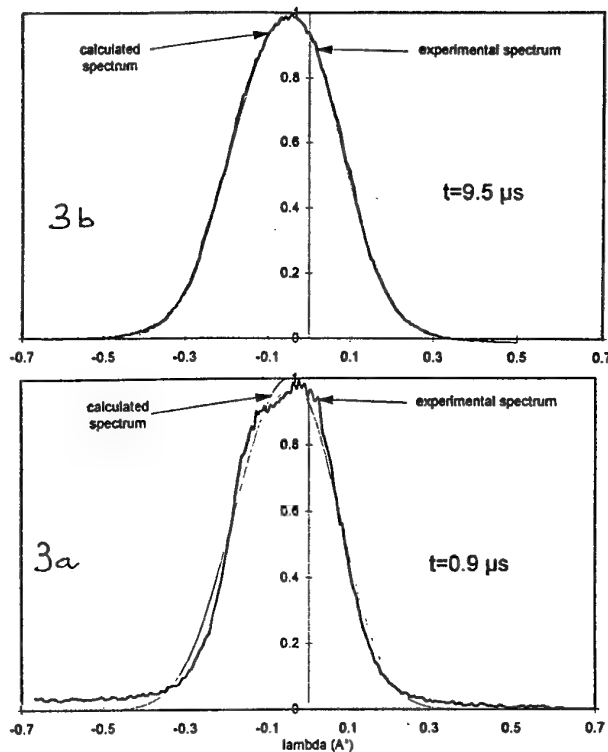 1
calculated
spectrum
experimental spectrum
0.8
0.6
t=9.5 µs
3b
0.4
0.2
0
-0.7 -0.5 -0.3 -0.1 0.1 0.3 0.5 0.7
1
calculated
spectrum
experimental spectrum
0.8
0.6
3a
t=0.9 µs
0.4
0.2
0
-0.7 -0.5 -0.3 -0.1 0.1 0.3 0.5 0.7
lambda (A°)